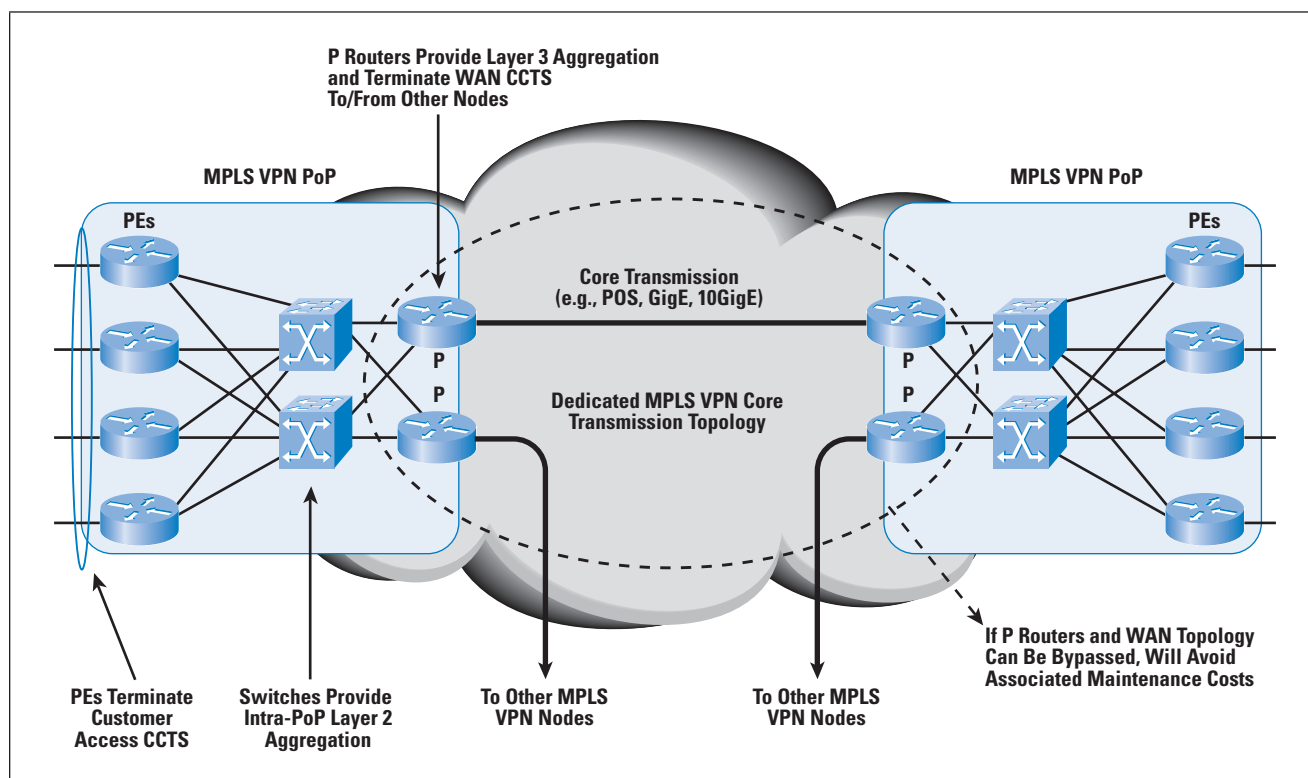 P Routers Provide Layer 3 Aggregation
and Terminate WAN CCTS
To/From Other Nodes
MPLS VPN PoP
MPLS VPN PoP
PEs
PEs
Core Transmission
(e.g., POS, GigE, 10GigE)
P
P
P
P
Dedicated MPLS VPN Core
Transmission Topology
If P Routers and WAN Topology
Can Be Bypassed, Will Avoid
Associated Maintenance Costs
PEs Terminate
Customer
Access CCTS
Switches Provide
Intra-PoP Layer 2
Aggregation
To Other MPLS
VPN Nodes
To Other MPLS
VPN Nodes